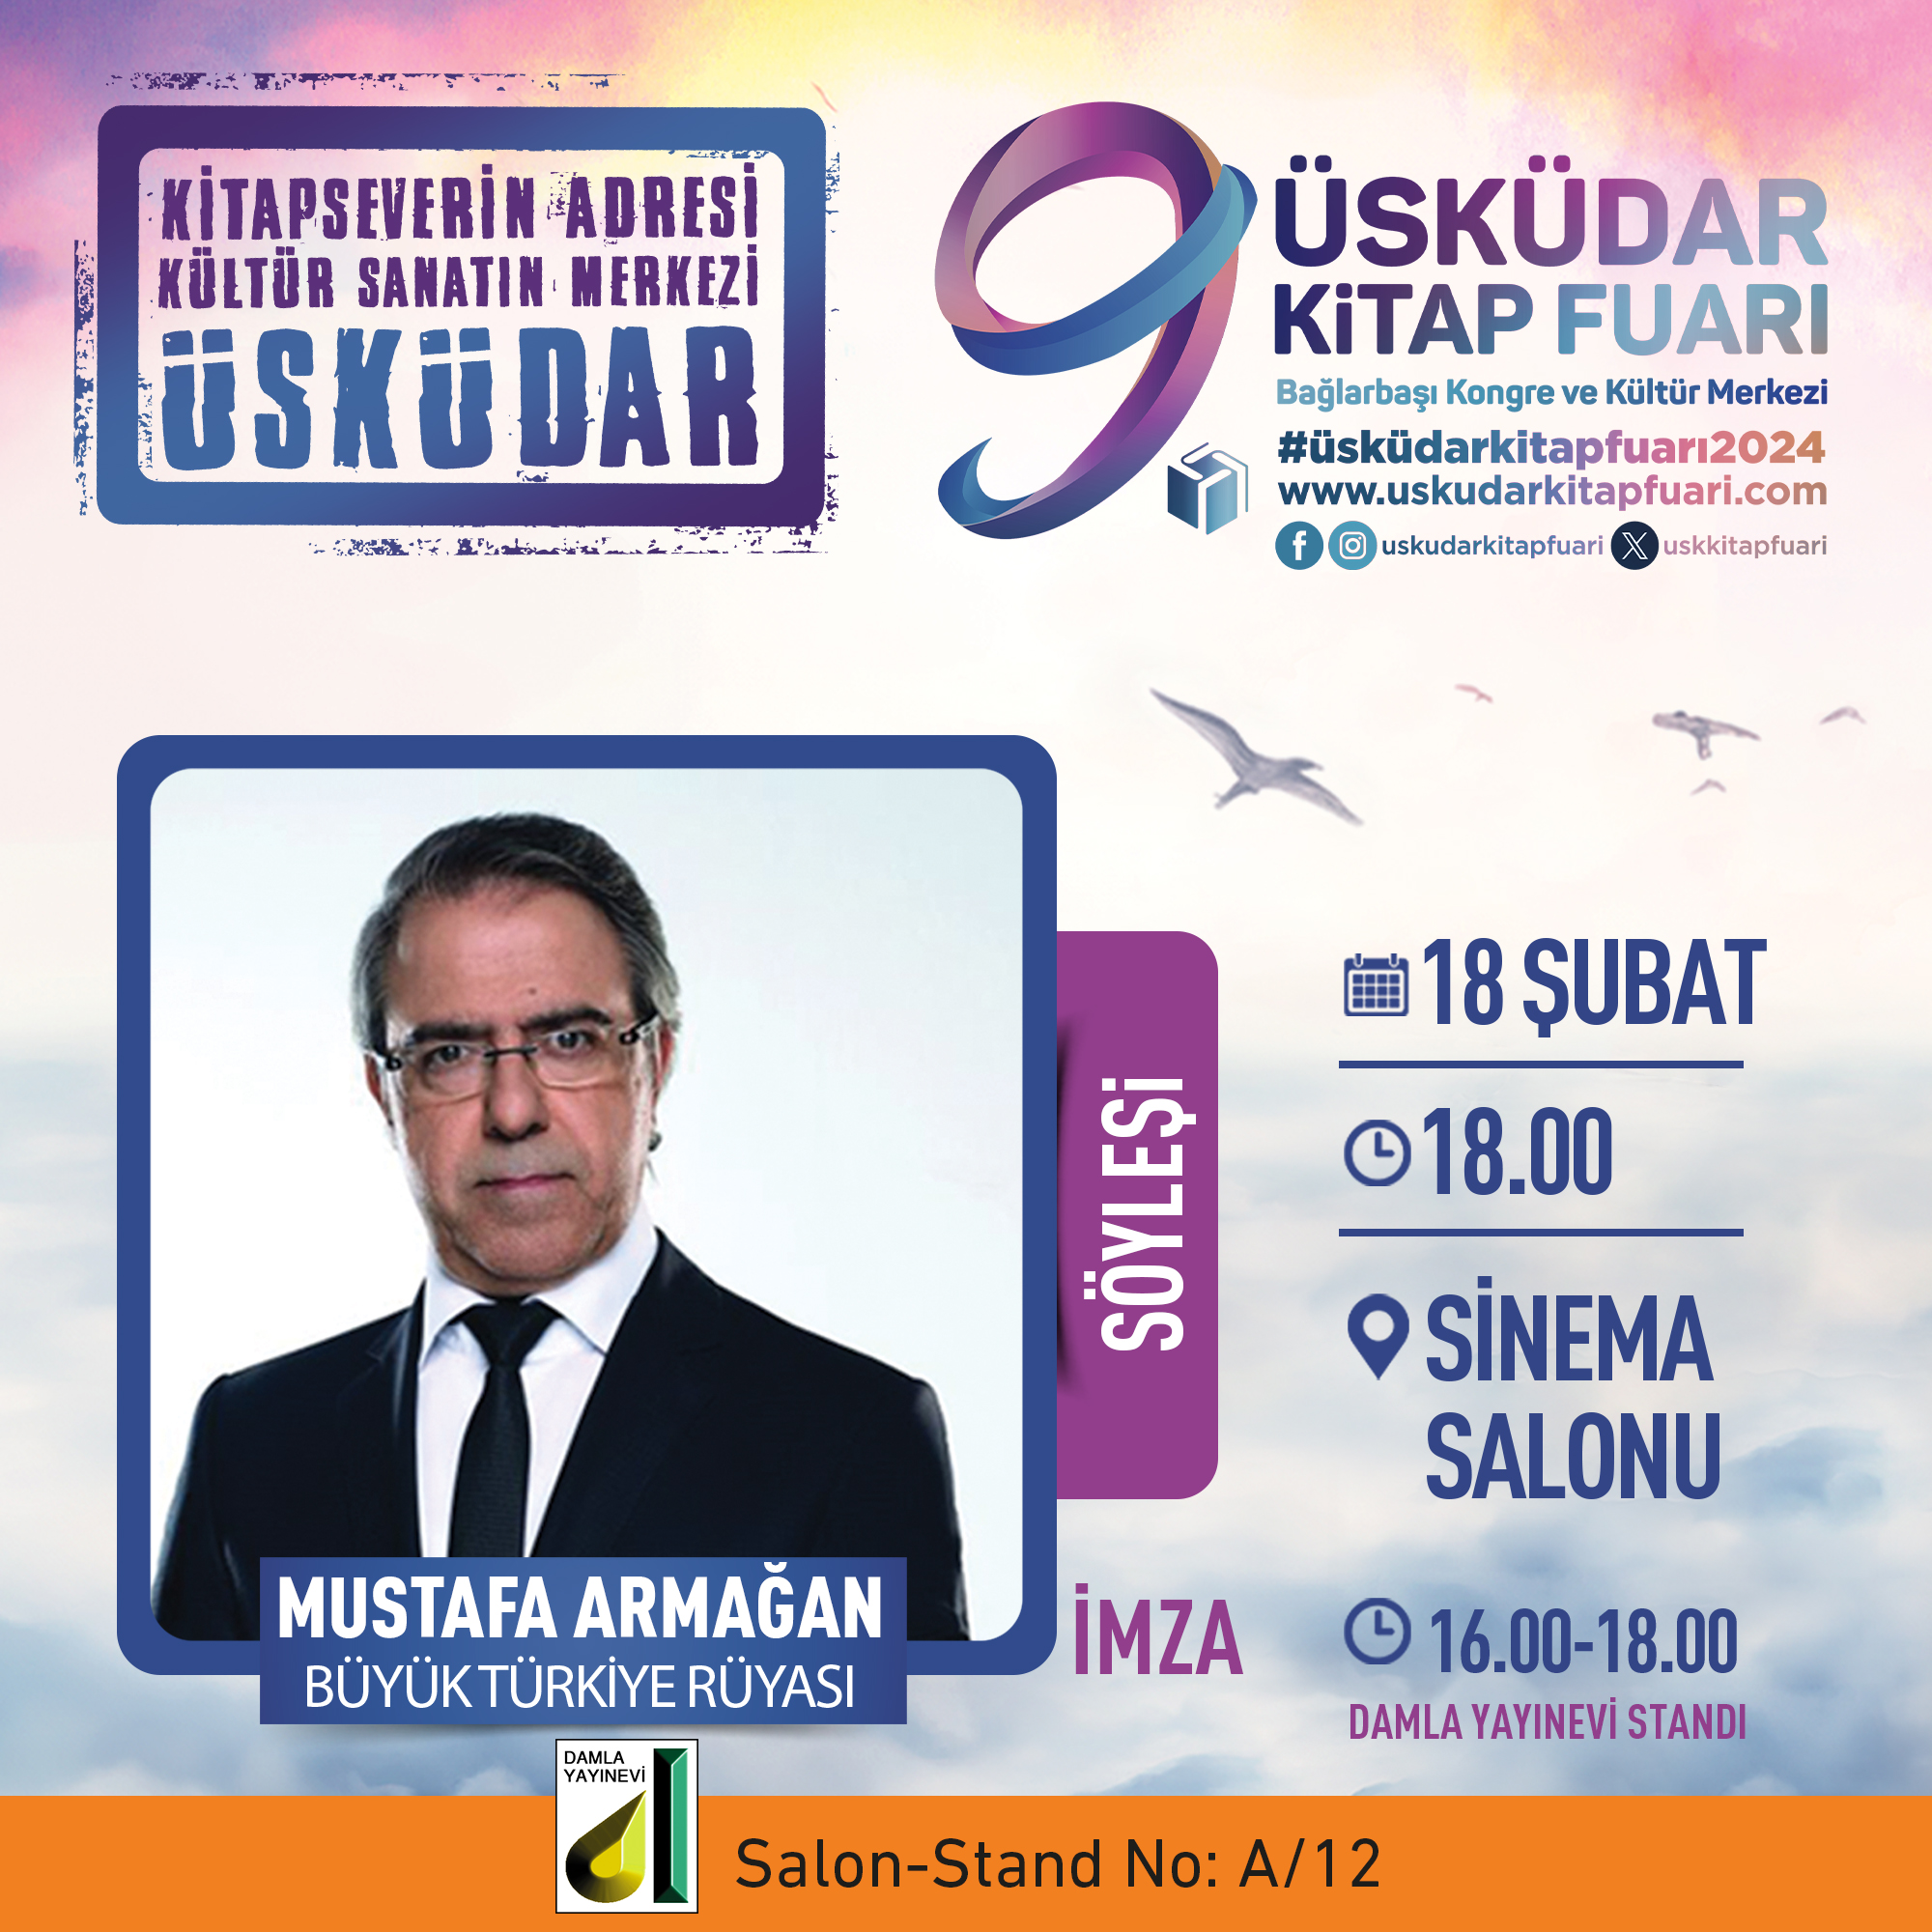 KİTAPSEVERİN ADRESİ
KÜLTÜR SANATIN MERKEZİ
ÜSKÜDAR
9
ÜSKÜDAR
KiTAP FUARI
Bağlarbaşı Kongre ve Kültür Merkezi
#üsküdarkitapfuarı2024
www.uskudarkitapfuari.com
uskudarkitapfuari uskkitapfuari
SÖYLEŞİ
18 ŞUBAT
18.00
SİNEMA
SALONU
MUSTAFA ARMAĞAN
BÜYÜK TÜRKİYE RÜYASI
İMZA
16.00-18.00
DAMLA YAYINEVİ STANDI
DAMLA
YAYINEVİ
Salon-Stand No: A/12